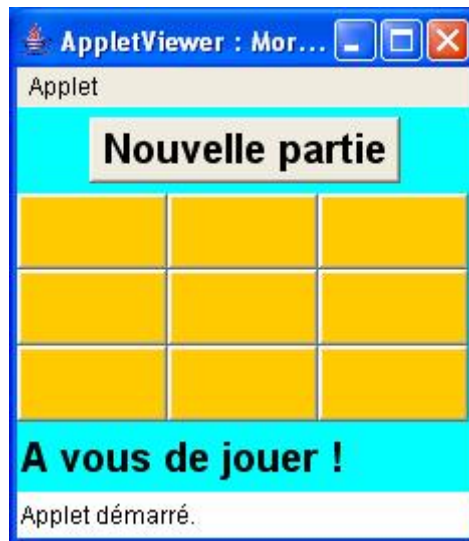 AppletViewer : Mor...
Applet
Nouvelle partie
A vous de jouer !
Applet démarré.